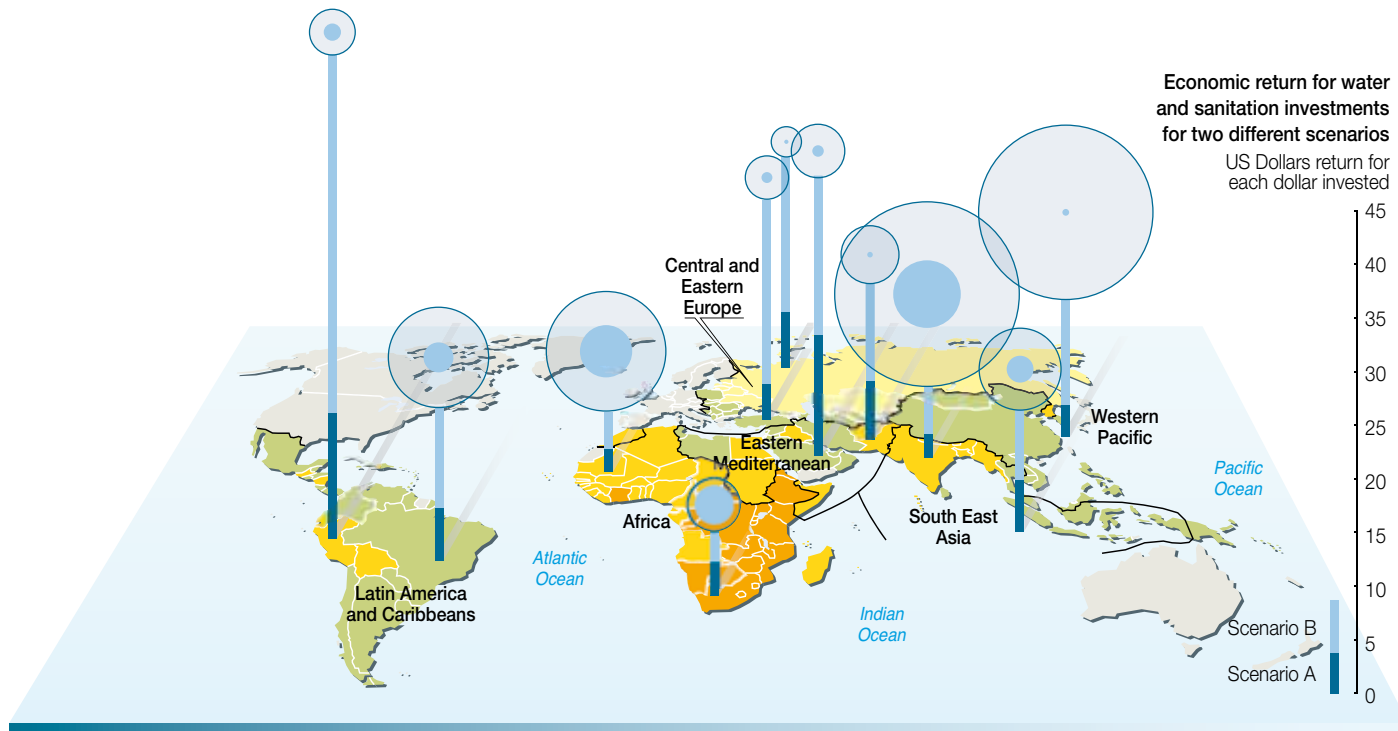 Economic return for water
and sanitation investments
for two different scenarios
US Dollars return for
each dollar invested
45
40
35
30
25
20
15
10
5
0
Scenario B
Scenario A
Central and
Eastern
Europe
Western
Pacific
Eastern
Mediterranean
Pacific
Ocean
Africa
South East
Asia
Atlantic
Ocean
Latin America
and Caribbeans
Indian
Ocean